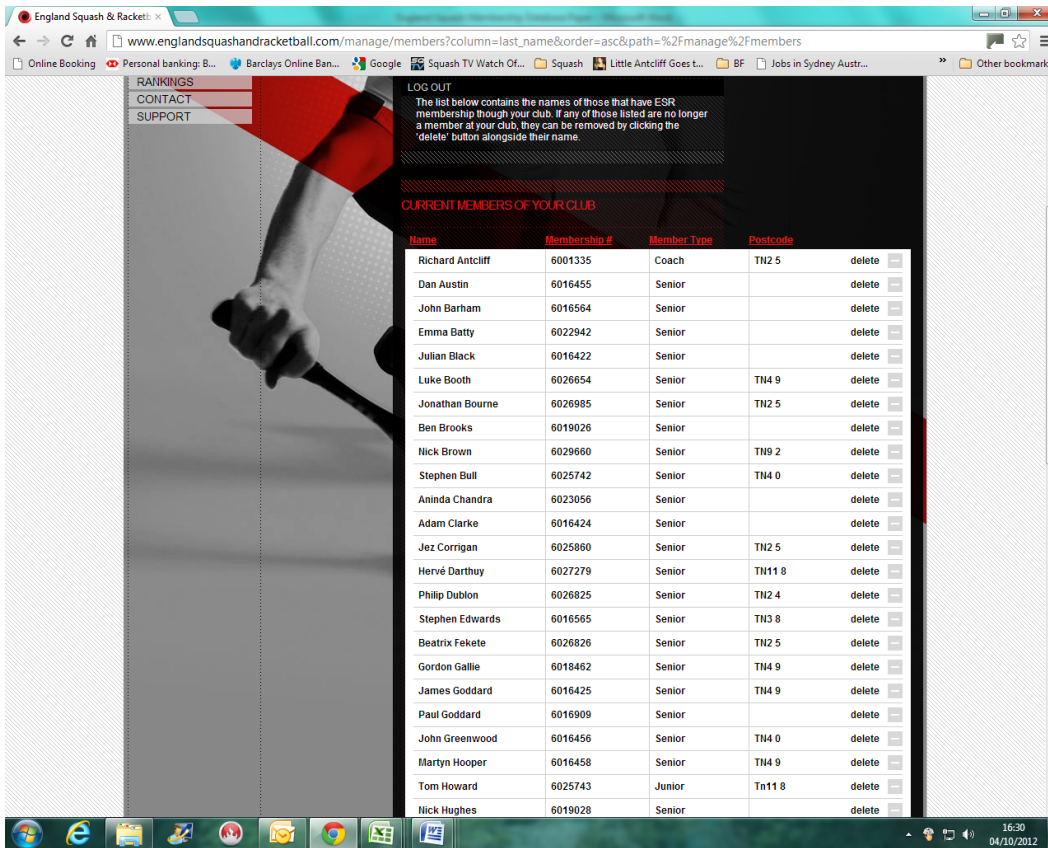 England Squash & Racketb
www.englandsquashandracketball.com/manage/members?column=last_name&order=asc&path=%2Fmanage%2Fmembers
Online Booking Personal banking: B... Barclays Online Ban... Google Squash TV Watch Of... Squash Little Antcliff Goes t... BF Jobs in Sydney Austr... » Other bookmark
RANKINGS
CONTACT
SUPPORT
LOG OUT
The list below contains the names of those that have ESR
membership though your club. If any of those listed are no longer
a member at your club, they can be removed by clicking the
'delete' button alongside their name.
CURRENT MEMBERS OF YOUR CLUB
Name Membership # Member Type Postcode
Richard Antcliff 6001335 Coach TN2 5 delete
Dan Austin 6016455 Senior delete
John Barham 6016564 Senior delete
Emma Batty 6022942 Senior delete
Julian Black 6016422 Senior delete
Luke Booth 6026654 Senior TN4 9 delete
Jonathan Bourne 6026985 Senior TN2 5 delete
Ben Brooks 6019026 Senior delete
Nick Brown 6029660 Senior TN9 2 delete
Stephen Bull 6025742 Senior TN4 0 delete
Aninda Chandra 6023056 Senior delete
Adam Clarke 6016424 Senior delete
Jez Corrigan 6025860 Senior TN2 5 delete
Hervé Darthuy 6027279 Senior TN11 8 delete
Philip Dublon 6026825 Senior TN2 4 delete
Stephen Edwards 6016565 Senior TN3 8 delete
Beatrix Fekete 6026826 Senior TN2 5 delete
Gordon Gallie 6018462 Senior TN4 9 delete
James Goddard 6016425 Senior TN4 9 delete
Paul Goddard 6016909 Senior delete
John Greenwood 6016456 Senior TN4 0 delete
Martyn Hooper 6016458 Senior TN4 9 delete
Tom Howard 6025743 Junior Tn11 8 delete
Nick Hughes 6019028 Senior delete
16:30
04/10/2012